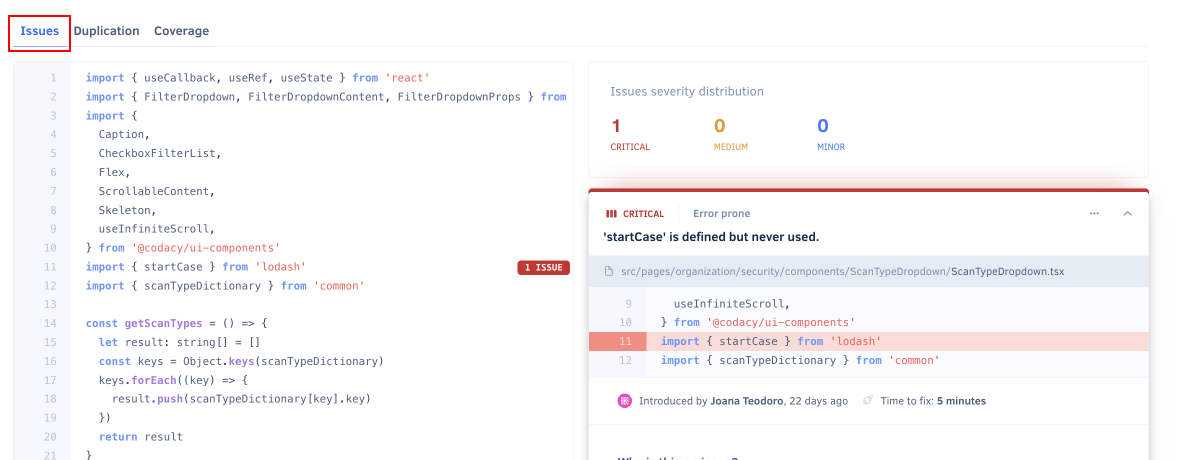 Issues Duplication Coverage
1 import { useCallback, useRef, useState } from 'react'
2 import { FilterDropdown, FilterDropdownContent, FilterDropdownProps } from
3 import {
4 Caption,
5 CheckboxFilterList,
6 Flex,
7 ScrollableContent,
8 Skeleton,
9 useInfiniteScroll,
10 } from '@codacy/ui-components'
11 import { startCase } from 'lodash' 1 ISSUE
12 import { scanTypeDictionary } from 'common'
13
14 const getScanTypes = () => {
15 let result: string[] = []
16 const keys = Object.keys(scanTypeDictionary)
17 keys.forEach((key) => {
18 result.push(scanTypeDictionary[key].key)
19 })
20 return result
21 }
Issues severity distribution
1 0 0
CRITICAL MEDIUM MINOR
CRITICAL Error prone
'startCase' is defined but never used.
src/pages/organization/security/components/ScanTypeDropdown/ScanTypeDropdown.tsx
9 useInfiniteScroll,
10 } from '@codacy/ui-components'
11 import { startCase } from 'lodash'
12 import { scanTypeDictionary } from 'common'
Introduced by Joana Teodoro, 22 days ago Time to fix: 5 minutes